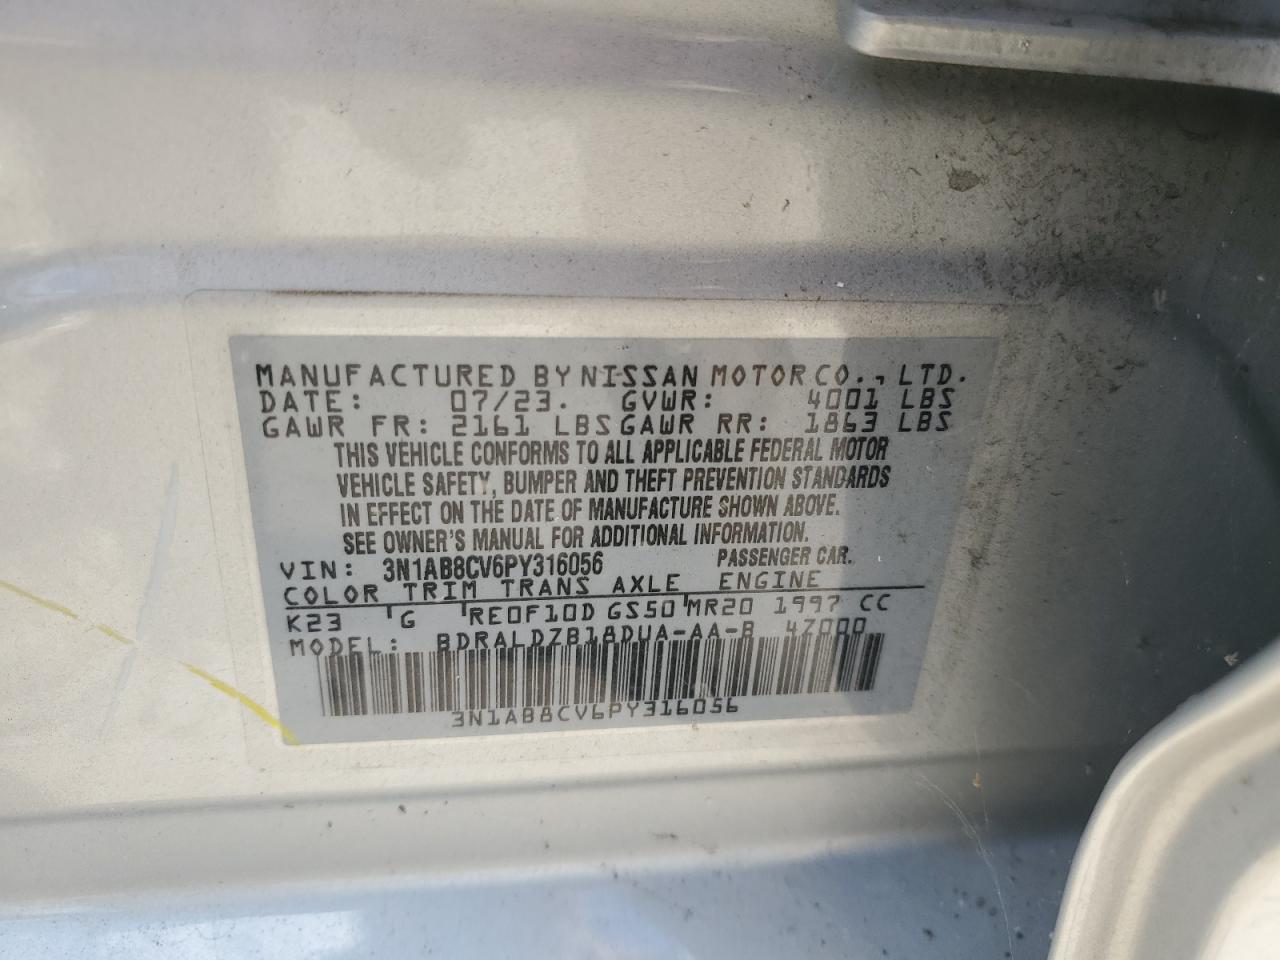 MANUFACTURED BY NISSAN MOTOR CO., LTD.
DATE: 07/23. GVWR: 4001 LBS
GAWR FR: 2161 LBS GAWR RR: 1863 LBS
THIS VEHICLE CONFORMS TO ALL APPLICABLE FEDERAL MOTOR
VEHICLE SAFETY, BUMPER AND THEFT PREVENTION STANDARDS
IN EFFECT ON THE DATE OF MANUFACTURE SHOWN ABOVE.
SEE OWNER'S MANUAL FOR ADDITIONAL INFORMATION.
VIN: 3N1AB8CV6PY316056 PASSENGER CAR.
COLOR TRIM TRANS AXLE ENGINE
K23 G RE0F10D GS50 MR20 1997 CC
MODEL: BDRALDZB18DUA-AA-B 47000
3N1AB8CV6PY316056